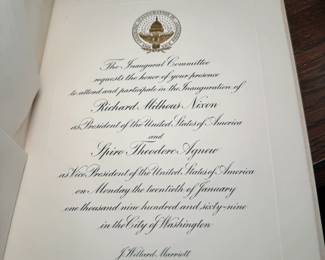 The Inaugural Committee
requests the honor of your presence
to attend and participate in the Inauguration of
Richard Milhous Nixon
as President of the United States of America
and
Spiro Theodore Agnew
as Vice President of the United States of America
on Monday the twentieth of January
one thousand nine hundred and sixty-nine
in the City of Washington
J. Willard Marriott